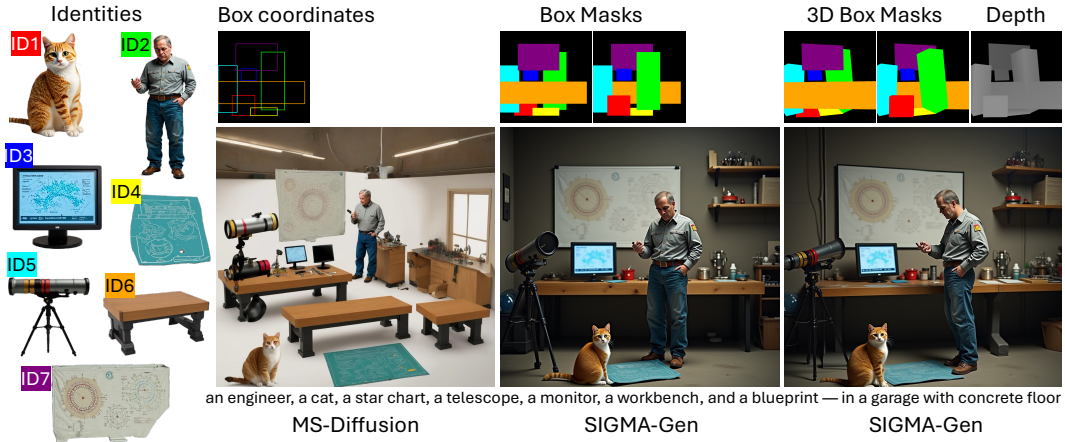 Identities
Box coordinates
Box Masks
3D Box Masks
Depth
ID1
ID2
ID3
ID4
ID5
ID6
ID7
an engineer, a cat, a star chart, a telescope, a monitor, a workbench, and a blueprint — in a garage with concrete floor
MS-Diffusion
SIGMA-Gen
SIGMA-Gen